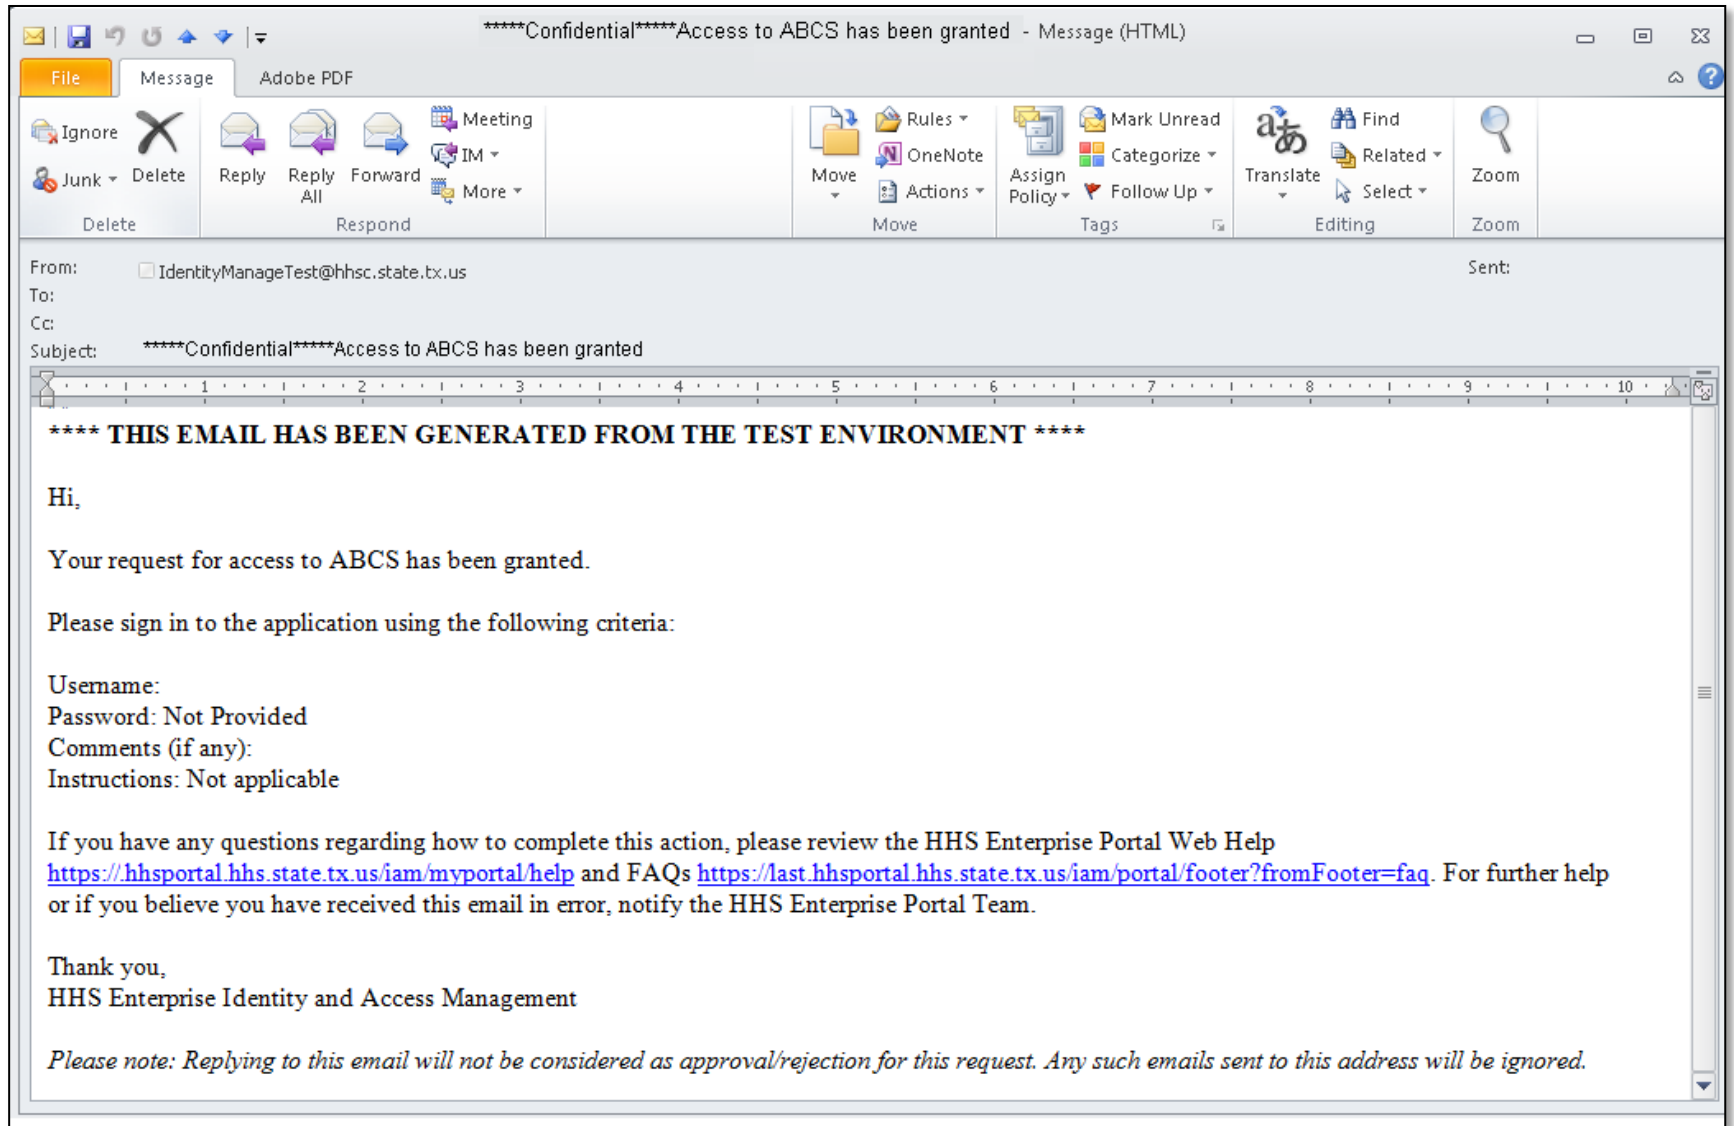 *****Confidential*****Access to ABCS has been granted - Message (HTML)
File Message Adobe PDF
Ignore
Junk
Delete
Delete
Reply
Reply All
Forward
Meeting
IM
More
Respond
Move
Rules
OneNote
Actions
Move
Assign Policy
Mark Unread
Categorize
Follow Up
Tags
Translate
Find
Related
Select
Editing
Zoom
Zoom
From: IdentityManageTest@hhsc.state.tx.us Sent:
To:
Cc:
Subject: *****Confidential*****Access to ABCS has been granted
1 2 3 4 5 6 7 8 9 10
**** THIS EMAIL HAS BEEN GENERATED FROM THE TEST ENVIRONMENT ****
Hi,
Your request for access to ABCS has been granted.
Please sign in to the application using the following criteria:
Username:
Password: Not Provided
Comments (if any):
Instructions: Not applicable
If you have any questions regarding how to complete this action, please review the HHS Enterprise Portal Web Help
https://.hhsportal.hhs.state.tx.us/iam/myportal/help and FAQs https://last.hhsportal.hhs.state.tx.us/iam/portal/footer?fromFooter=faq. For further help
or if you believe you have received this email in error, notify the HHS Enterprise Portal Team.
Thank you,
HHS Enterprise Identity and Access Management
Please note: Replying to this email will not be considered as approval/rejection for this request. Any such emails sent to this address will be ignored.